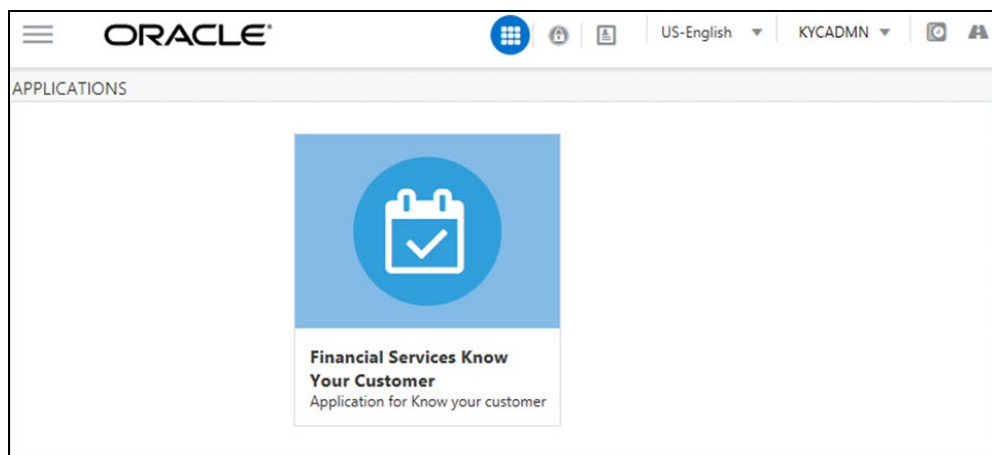 ORACLE®
US-English
KYCADMN
APPLICATIONS
Financial Services Know
Your Customer
Application for Know your customer